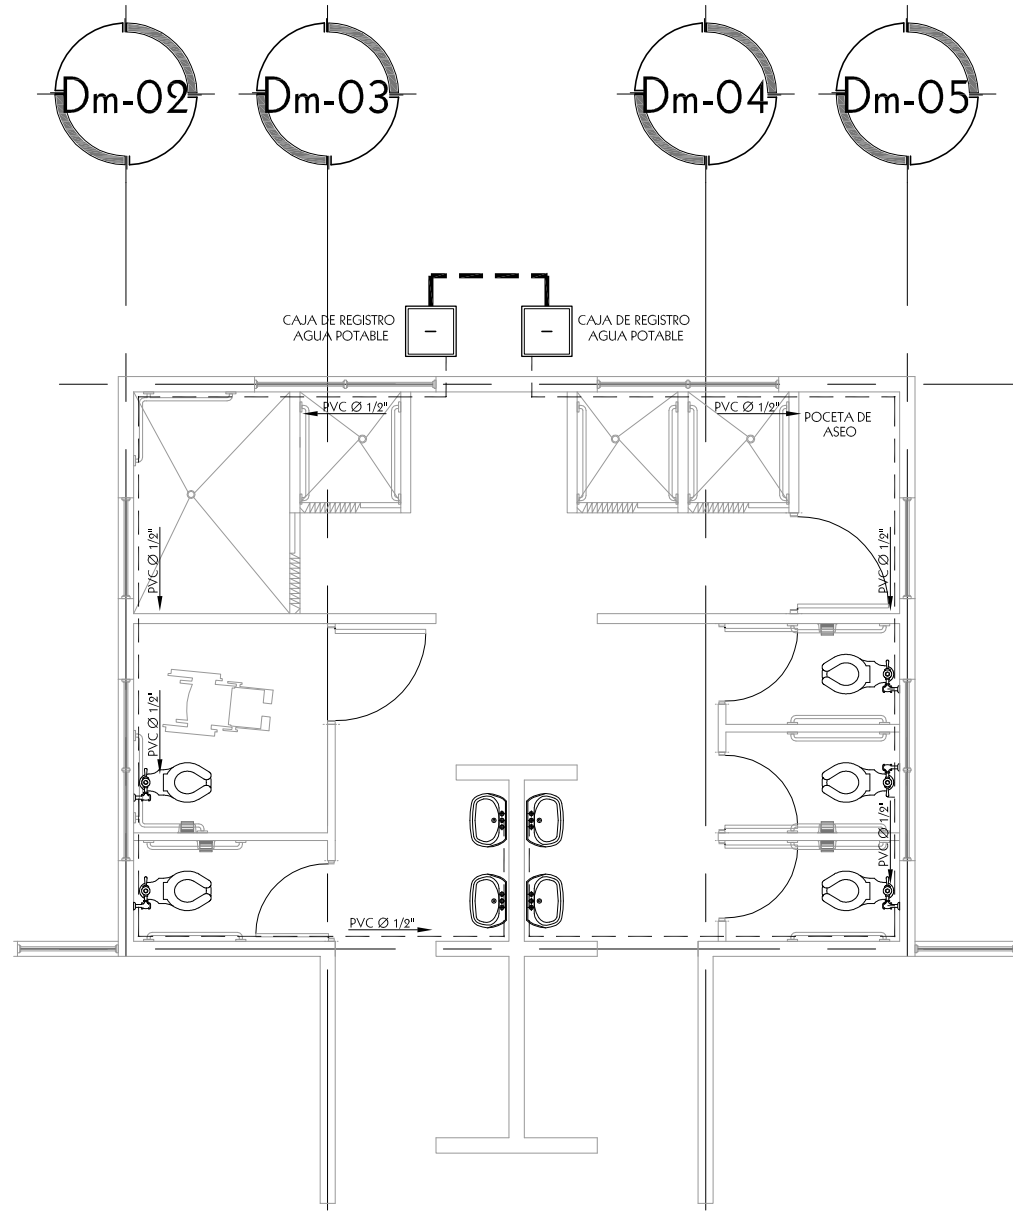 Dm-02
Dm-03
Dm-04
Dm-05
CAJA DE REGISTRO
AGUA POTABLE
CAJA DE REGISTRO
AGUA POTABLE
PVC Ø 1/2"
PVC Ø 1/2"
POCETA DE
ASEO
PVC Ø 1/2"
PVC Ø 1/2"
PVC Ø 1/2"
PVC Ø 1/2"
PVC Ø 1/2"